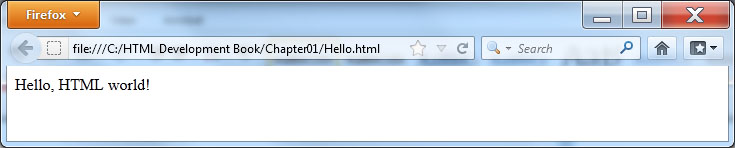 Firefox
file:///C:/HTML Development Book/Chapter01/Hello.html
Search
Hello, HTML world!